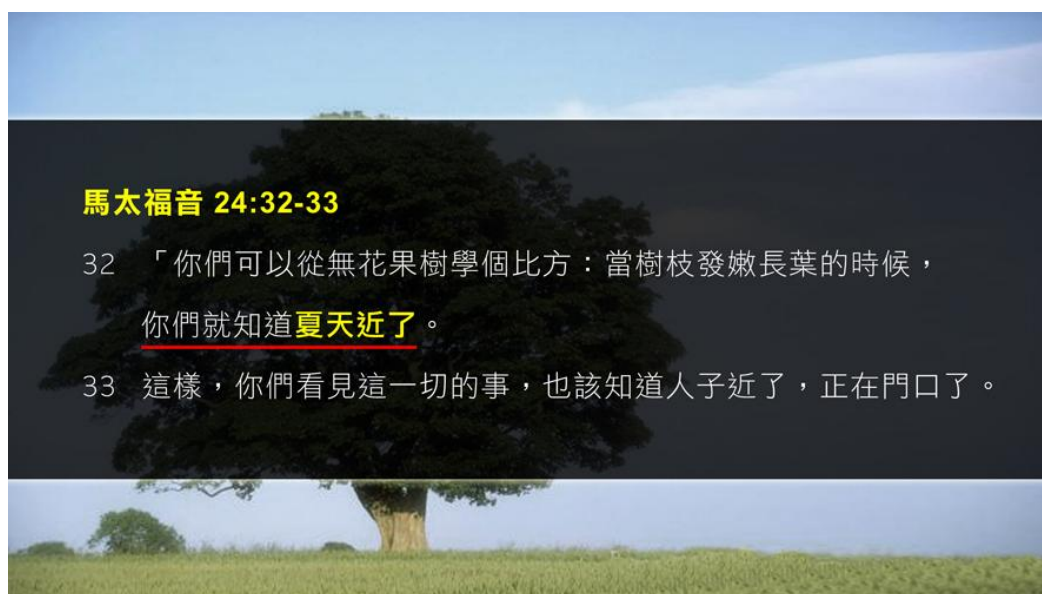 馬太福音 24:32-33
32 「你們可以從無花果樹學個比方：當樹枝發嫩長葉的時候，
你們就知道夏天近了。
33 這樣，你們看見這一切的事，也該知道人子近了，正在門口了。